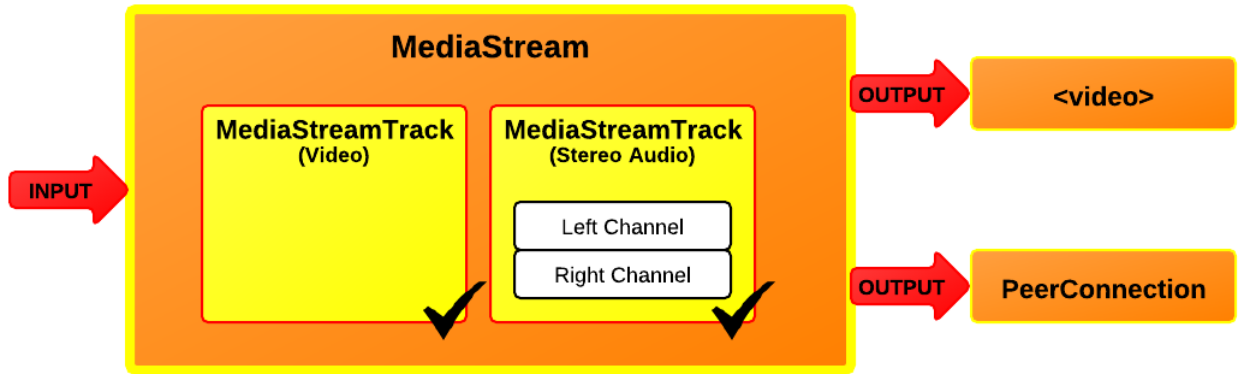 MediaStream
INPUT
MediaStreamTrack
(Video)
MediaStreamTrack
(Stereo Audio)
Left Channel
Right Channel
OUTPUT
<video>
OUTPUT
PeerConnection